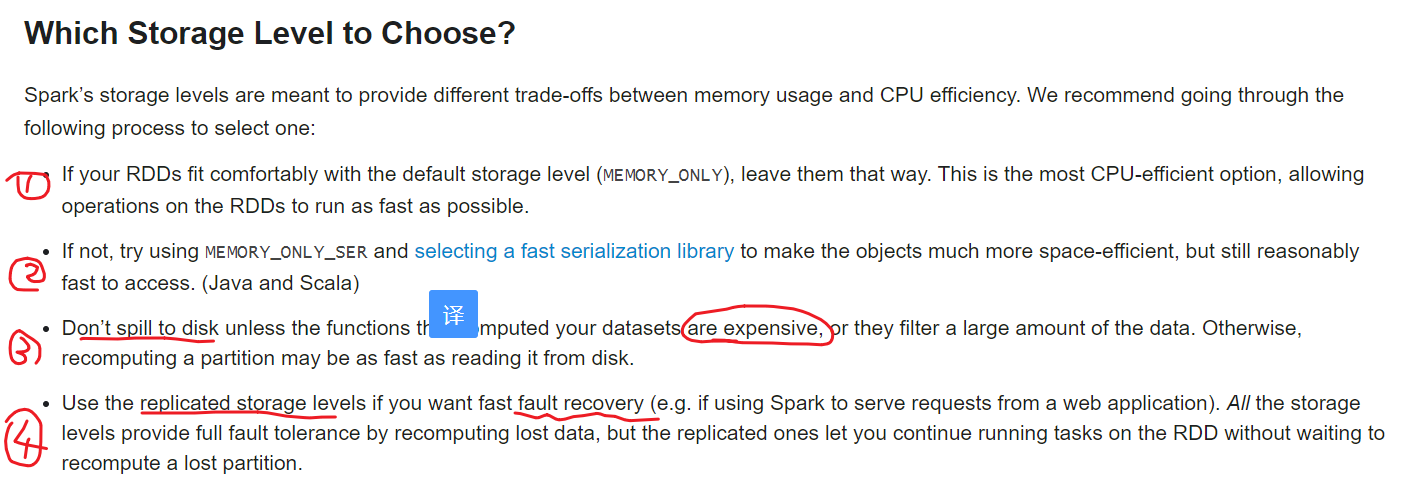 Which Storage Level to Choose?
Spark’s storage levels are meant to provide different trade-offs between memory usage and CPU efficiency. We recommend going through the
following process to select one:
① • If your RDDs fit comfortably with the default storage level (MEMORY_ONLY), leave them that way. This is the most CPU-efficient option, allowing
operations on the RDDs to run as fast as possible.
② • If not, try using MEMORY_ONLY_SER and selecting a fast serialization library to make the objects much more space-efficient, but still reasonably
fast to access. (Java and Scala)
译
③ • Don’t spill to disk unless the functions computed your datasets are expensive, or they filter a large amount of the data. Otherwise,
recomputing a partition may be as fast as reading it from disk.
④ • Use the replicated storage levels if you want fast fault recovery (e.g. if using Spark to serve requests from a web application). All the storage
levels provide full fault tolerance by recomputing lost data, but the replicated ones let you continue running tasks on the RDD without waiting to
recompute a lost partition.